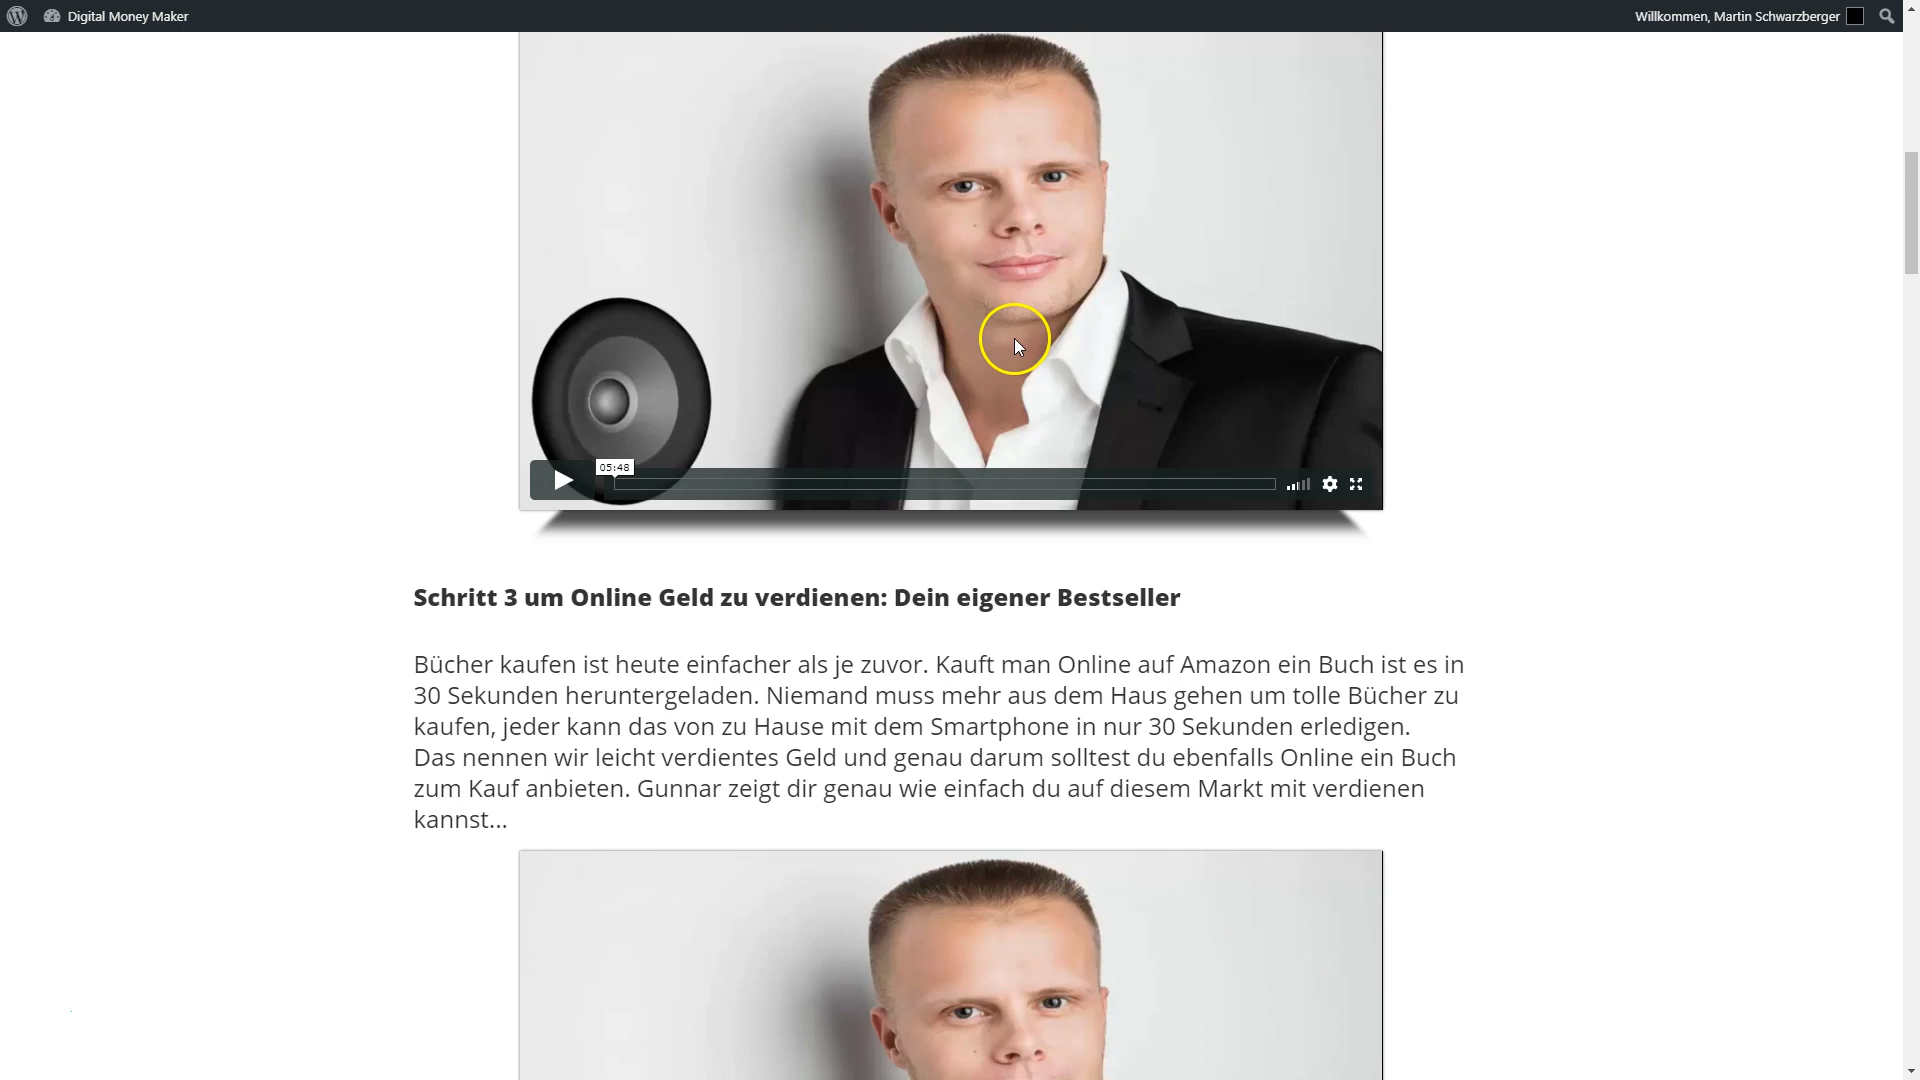 Digital Money Maker
Willkommen, Martin Schwarzberger
05:48
Schritt 3 um Online Geld zu verdienen: Dein eigener Bestseller
Bücher kaufen ist heute einfacher als je zuvor. Kauft man Online auf Amazon ein Buch ist es in
30 Sekunden heruntergeladen. Niemand muss mehr aus dem Haus gehen um tolle Bücher zu
kaufen, jeder kann das von zu Hause mit dem Smartphone in nur 30 Sekunden erledigen.
Das nennen wir leicht verdientes Geld und genau darum solltest du ebenfalls Online ein Buch
zum Kauf anbieten. Gunnar zeigt dir genau wie einfach du auf diesem Markt mit verdienen
kannst...